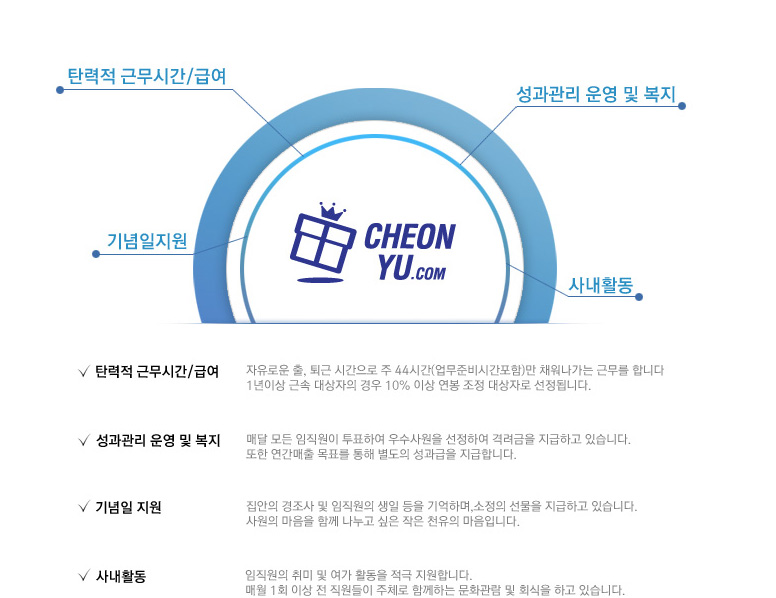 탄력적 근무시간/급여
성과관리 운영 및 복지
기념일지원
CHEON
YU.COM
사내활동
탄력적 근무시간/급여
자유로운 출, 퇴근 시간으로 주 44시간(업무준비시간포함)만 채워나가는 근무를 합니다
1년이상 근속 대상자의 경우 10% 이상 연봉 조정 대상자로 선정됩니다.
성과관리 운영 및 복지
매달 모든 임직원이 투표하여 우수사원을 선정하여 격려금을 지급하고 있습니다.
또한 연간매출 목표를 통해 별도의 성과급을 지급합니다.
기념일 지원
집안의 경조사 및 임직원의 생일 등을 기억하며,소정의 선물을 지급하고 있습니다.
사원의 마음을 함께 나누고 싶은 작은 천유의 마음입니다.
사내활동
임직원의 취미 및 여가 활동을 적극 지원합니다.
매월 1회 이상 전 직원들이 주체로 함께하는 문화관람 및 회식을 하고 있습니다.